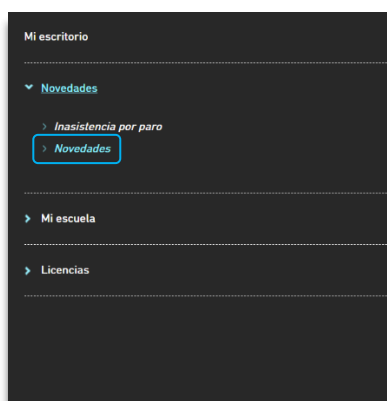 Mi escritorio
Novedades
Inasistencia por paro
Novedades
Mi escuela
Licencias